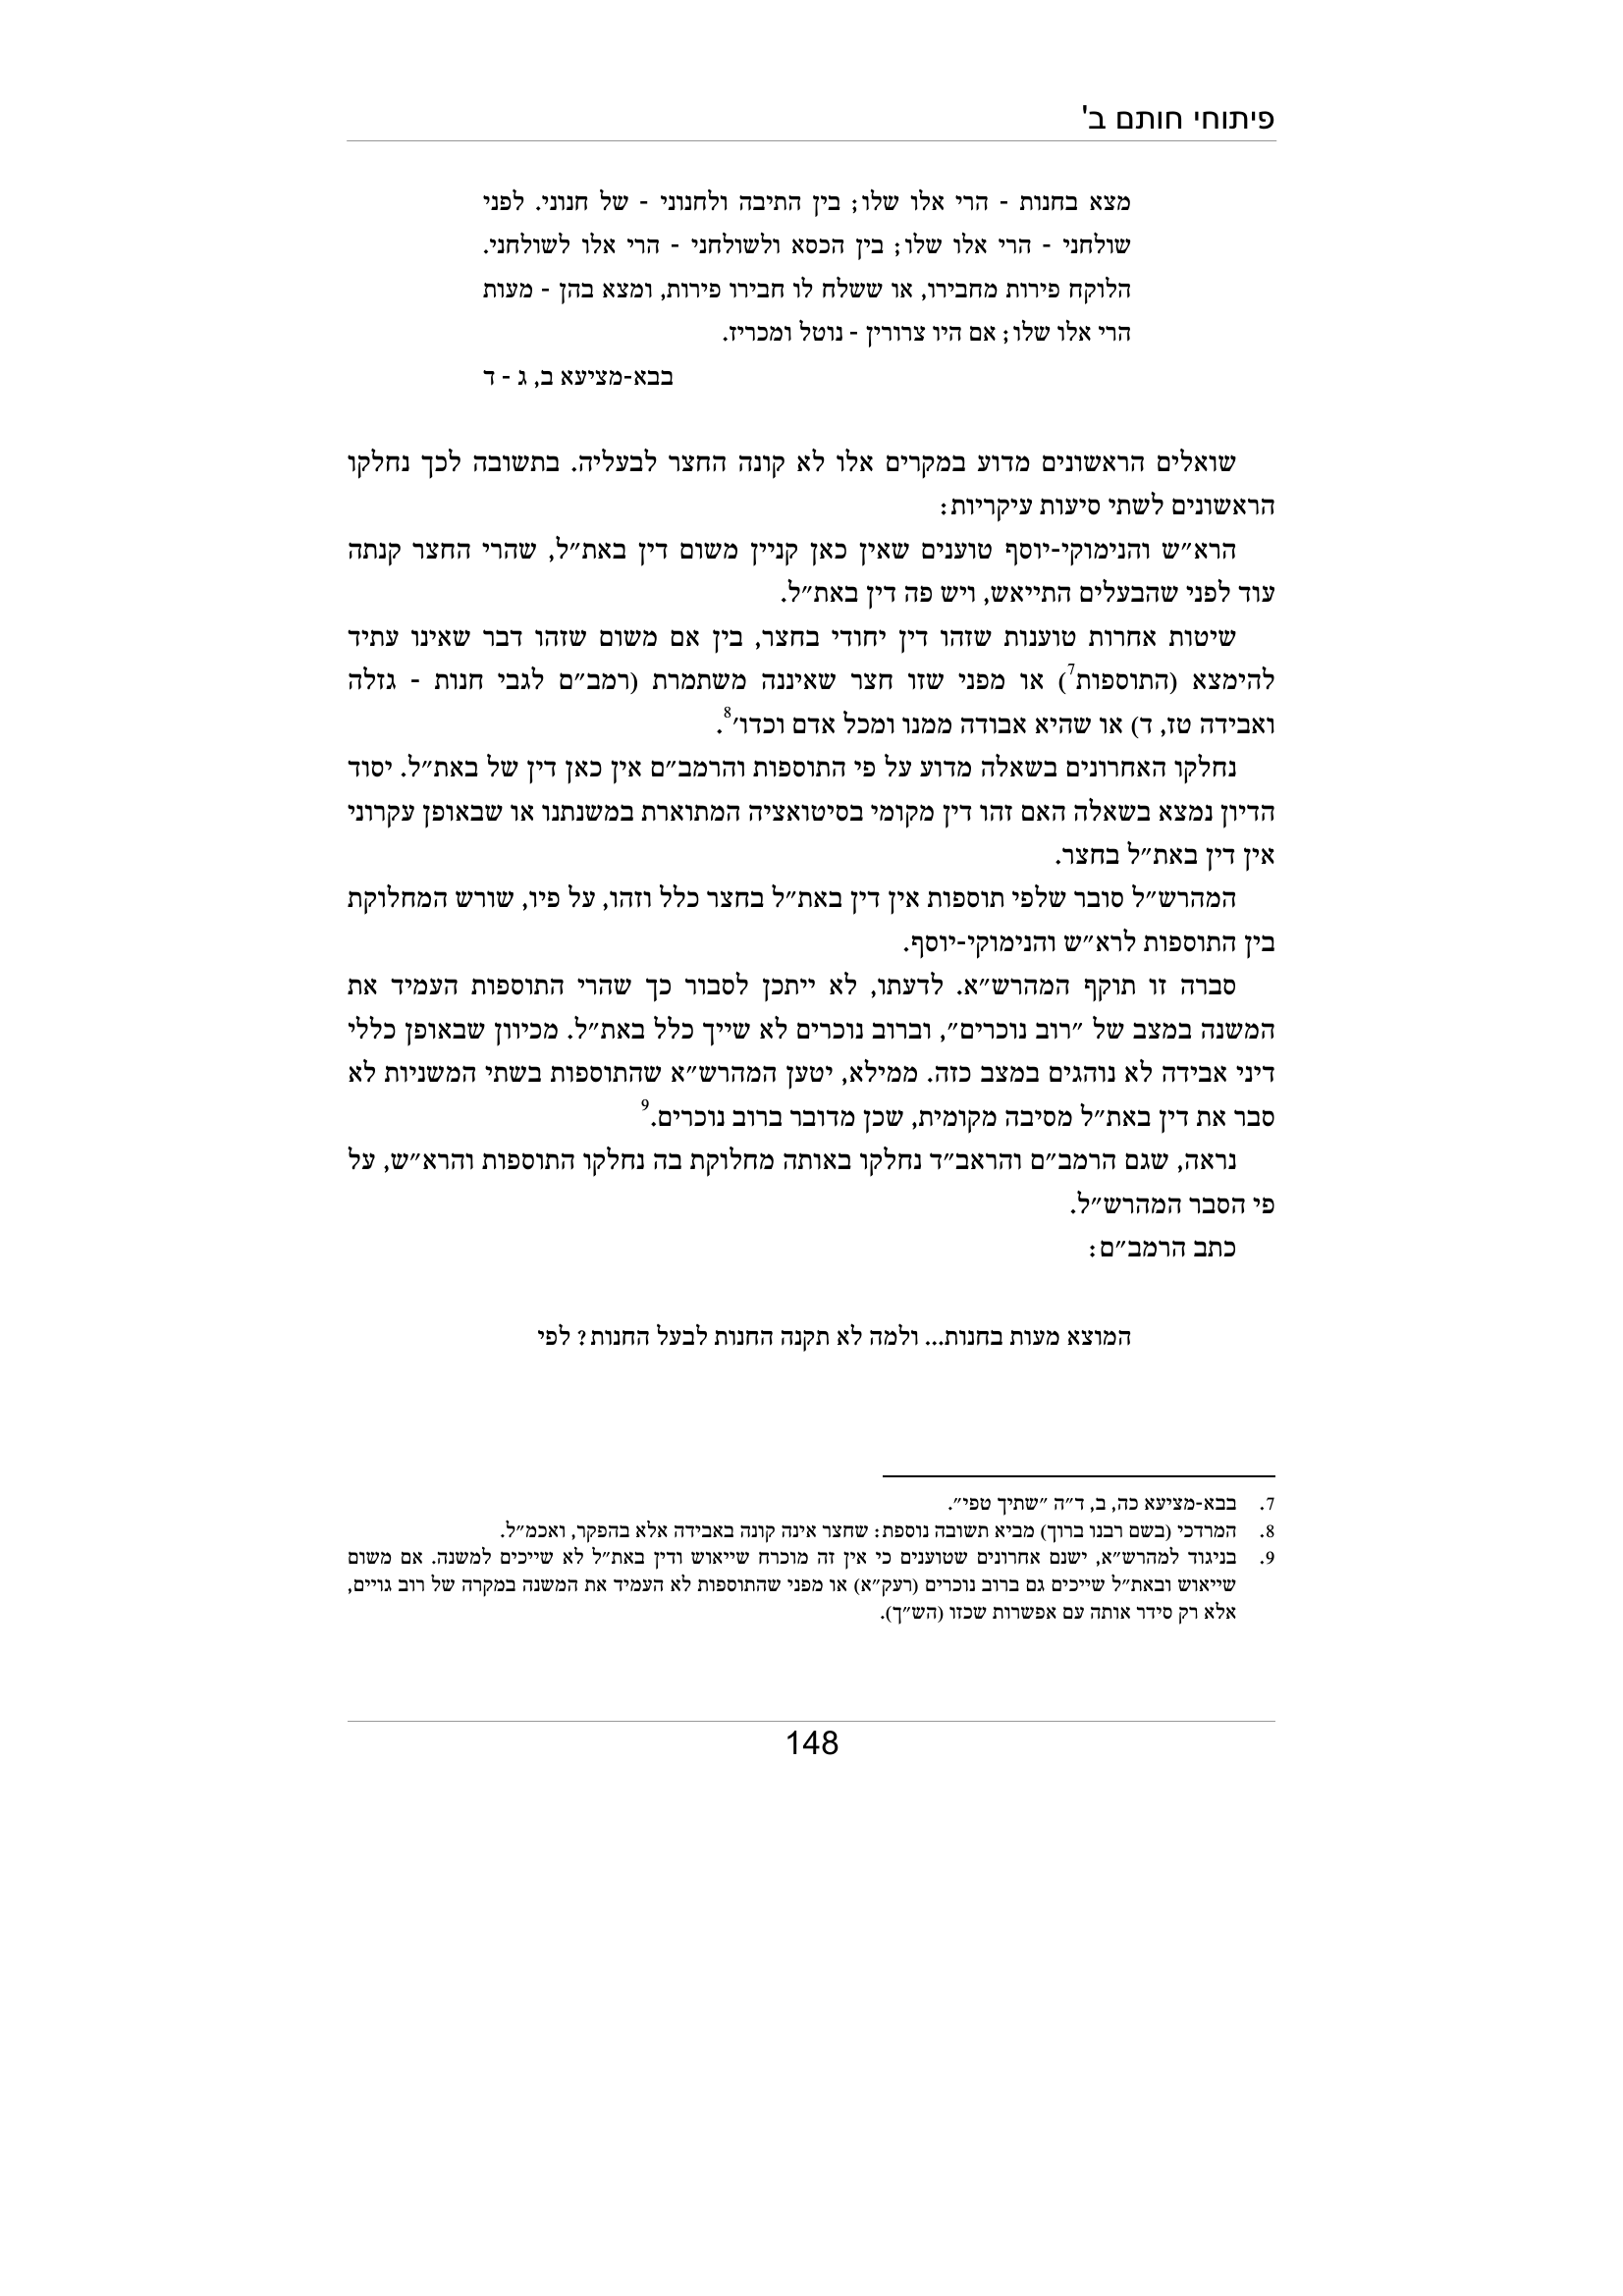 פיתוחי חותם ב'
מצא בחנות - הרי אלו שלו; בין התיבה ולחנוני - של חנוני. לפני
שולחני - הרי אלו שלו; בין הכסא ולשולחני - הרי אלו לשולחני.
הלוקח פירות מחבירו, או ששלח לו חבירו פירות, ומצא בהן - מעות
הרי אלו שלו; אם היו צרורין - נוטל ומכריז.
בבא-מציעא ב, ג - ד
שואלים הראשונים מדוע במקרים אלו לא קונה החצר לבעליה. בתשובה לכך נחלקו
הראשונים לשתי סיעות עיקריות:
הרא״ש והנימוקי-יוסף טוענים שאין כאן קניין משום דין באת״ל, שהרי החצר קנתה
עוד לפני שהבעלים התייאש, ויש פה דין באת״ל.
שיטות אחרות טוענות שזהו דין יחודי בחצר, בין אם משום שזהו דבר שאינו עתיד
להימצא (התוספות7) או מפני שזו חצר שאיננה משתמרת (רמב״ם לגבי חנות - גזלה
ואבידה טז, ד) או שהיא אבודה ממנו ומכל אדם וכדו׳8.
נחלקו האחרונים בשאלה מדוע על פי התוספות והרמב״ם אין כאן דין של באת״ל. יסוד
הדיון נמצא בשאלה האם זהו דין מקומי בסיטואציה המתוארת במשנתנו או שבאופן עקרוני
אין דין באת״ל בחצר.
המהרש״ל סובר שלפי תוספות אין דין באת״ל בחצר כלל וזהו, על פיו, שורש המחלוקת
בין התוספות לרא״ש והנימוקי-יוסף.
סברה זו תוקף המהרש״א. לדעתו, לא ייתכן לסבור כך שהרי התוספות העמיד את
המשנה במצב של ״רוב נוכרים״, וברוב נוכרים לא שייך כלל באת״ל. מכיוון שבאופן כללי
דיני אבידה לא נוהגים במצב כזה. ממילא, יטען המהרש״א שהתוספות בשתי המשניות לא
סבר את דין באת״ל מסיבה מקומית, שכן מדובר ברוב נוכרים.9
נראה, שגם הרמב״ם והראב״ד נחלקו באותה מחלוקת בה נחלקו התוספות והרא״ש, על
פי הסבר המהרש״ל.
כתב הרמב״ם:
המוצא מעות בחנות... ולמה לא תקנה החנות לבעל החנות? לפי
7. בבא-מציעא כה, ב, ד״ה ״שתיך טפי״.
8. המרדכי (בשם רבנו ברוך) מביא תשובה נוספת: שחצר אינה קונה באבידה אלא בהפקר, ואכמ״ל.
9. בניגוד למהרש״א, ישנם אחרונים שטוענים כי אין זה מוכרח שייאוש ודין באת״ל לא שייכים למשנה. אם משום
שייאוש ובאת״ל שייכים גם ברוב נוכרים (רעק״א) או מפני שהתוספות לא העמיד את המשנה במקרה של רוב גויים,
אלא רק סידר אותה עם אפשרות שכזו (הש״ך).
148